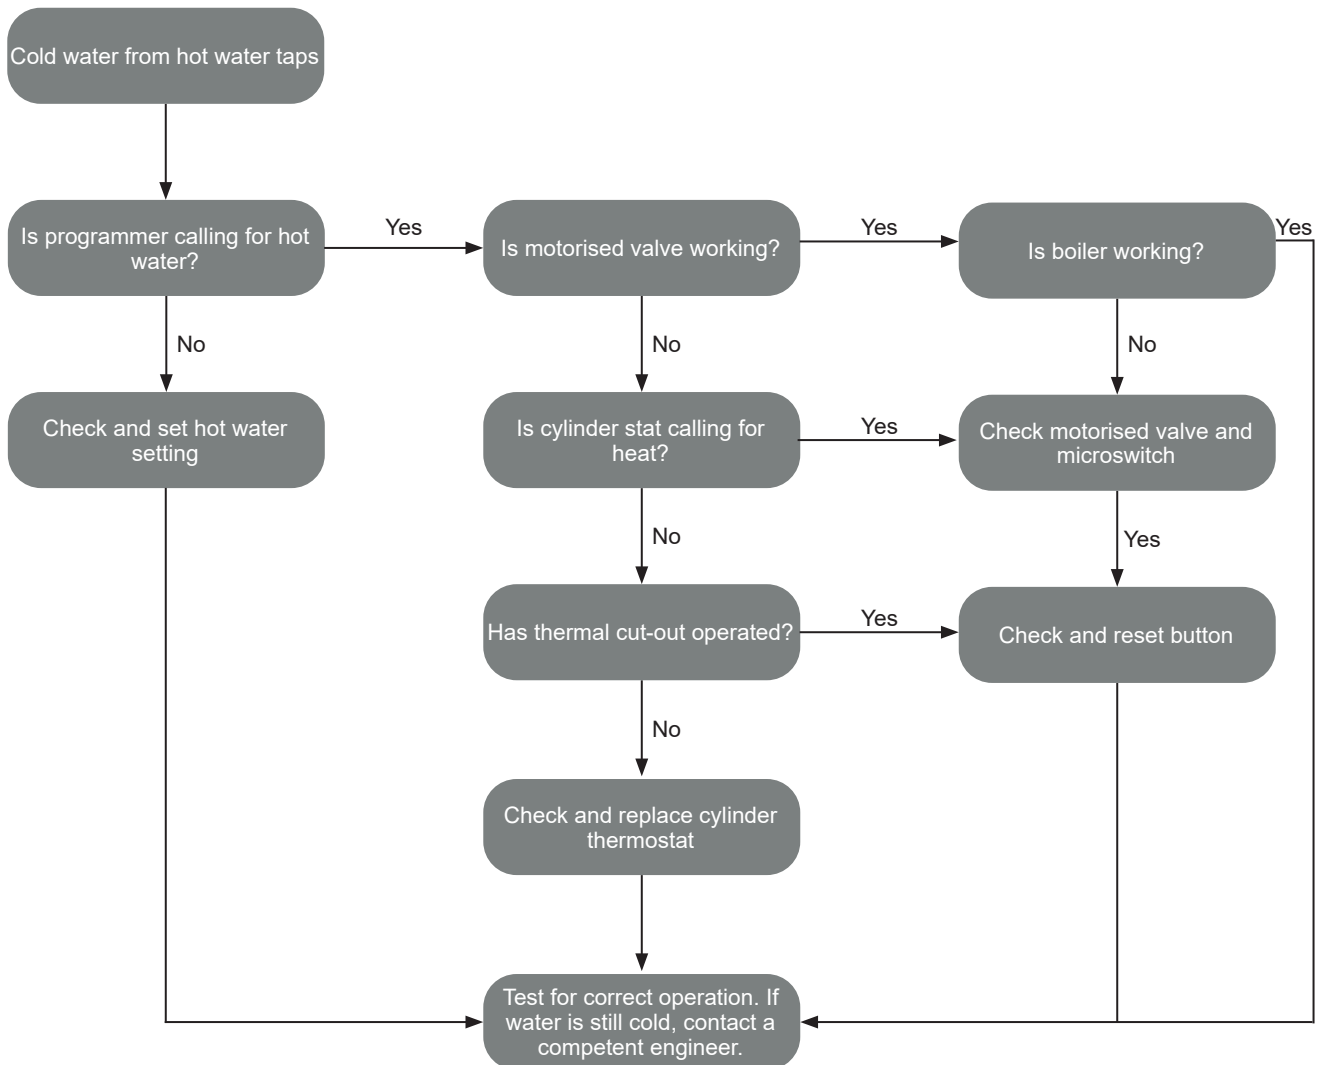 Cold water from hot water taps
Is programmer calling for hot
water?
Yes
Is motorised valve working?
Yes
Is boiler working?
Yes
No
No
No
Check and set hot water
setting
Is cylinder stat calling for
heat?
Yes
Check motorised valve and
microswitch
No
Yes
Has thermal cut-out operated?
Yes
Check and reset button
No
Check and replace cylinder
thermostat
Test for correct operation. If
water is still cold, contact a
competent engineer.